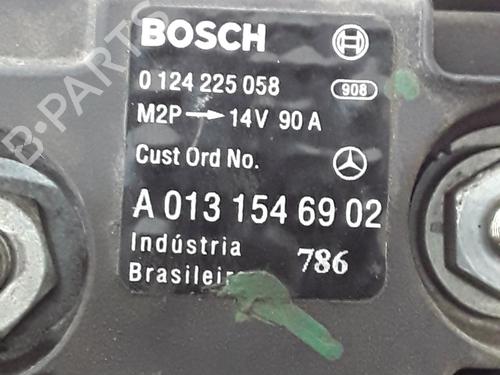 B-PARTS
BOSCH
0 124 225 058
908
M2P → 14V 90 A
Cust Ord No.
A 013 154 69 02
Indústria
786